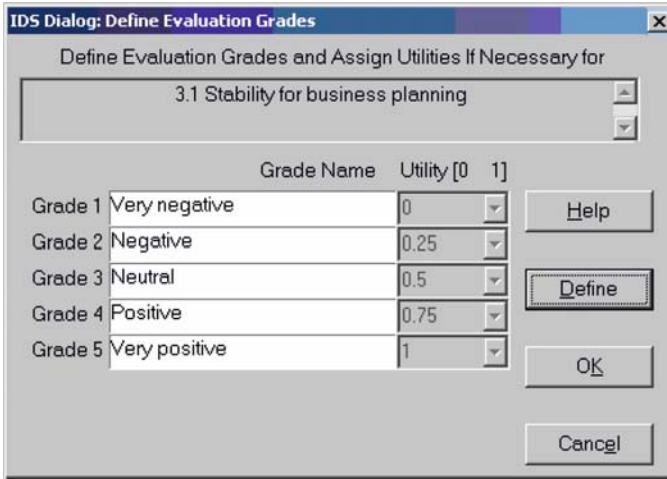 IDS Dialog: Define Evaluation Grades
Define Evaluation Grades and Assign Utilities If Necessary for
3.1 Stability for business planning
Grade Name Utility [0 1]
Grade 1 Very negative 0 Help
Grade 2 Negative 0.25
Grade 3 Neutral 0.5 Define
Grade 4 Positive 0.75
Grade 5 Very positive 1 OK
Cancel